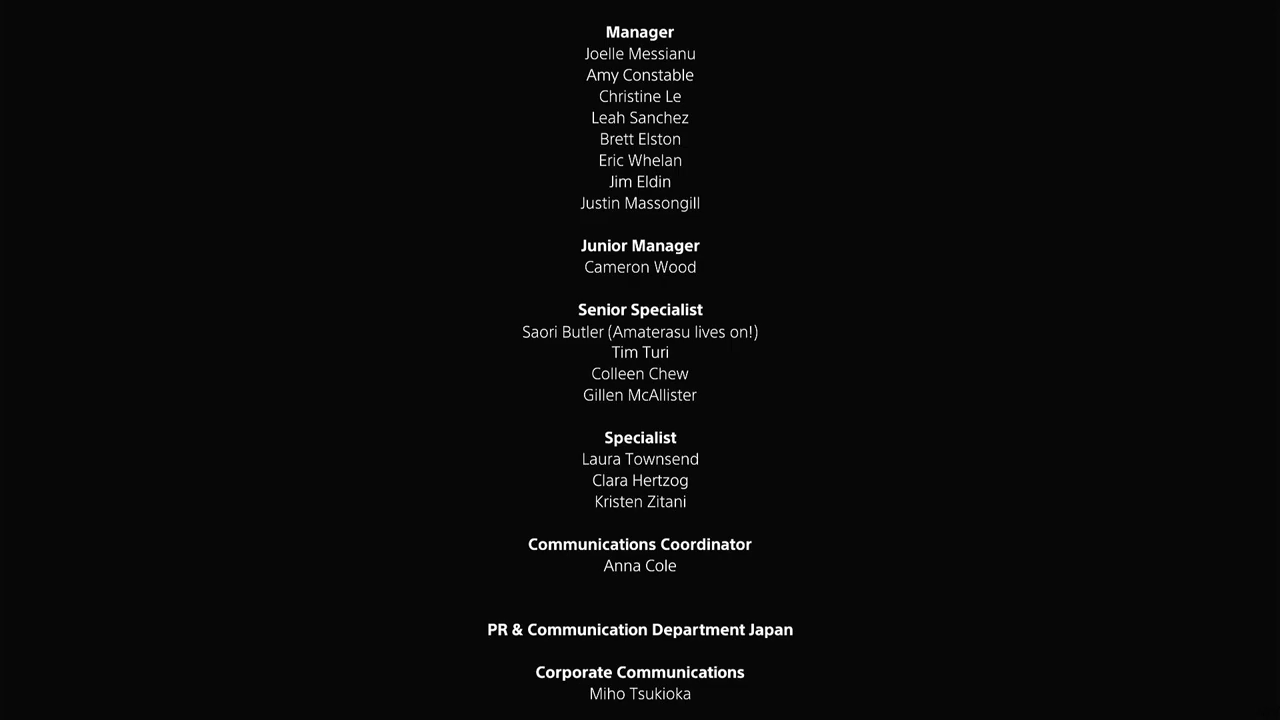 Manager
Joelle Messianu
Amy Constable
Christine Le
Leah Sanchez
Brett Elston
Eric Whelan
Jim Eldin
Justin Massongill
Junior Manager
Cameron Wood
Senior Specialist
Saori Butler (Amaterasu lives on!)
Tim Turi
Colleen Chew
Gillen McAllister
Specialist
Laura Townsend
Clara Hertzog
Kristen Zitani
Communications Coordinator
Anna Cole
PR & Communication Department Japan
Corporate Communications
Miho Tsukioka